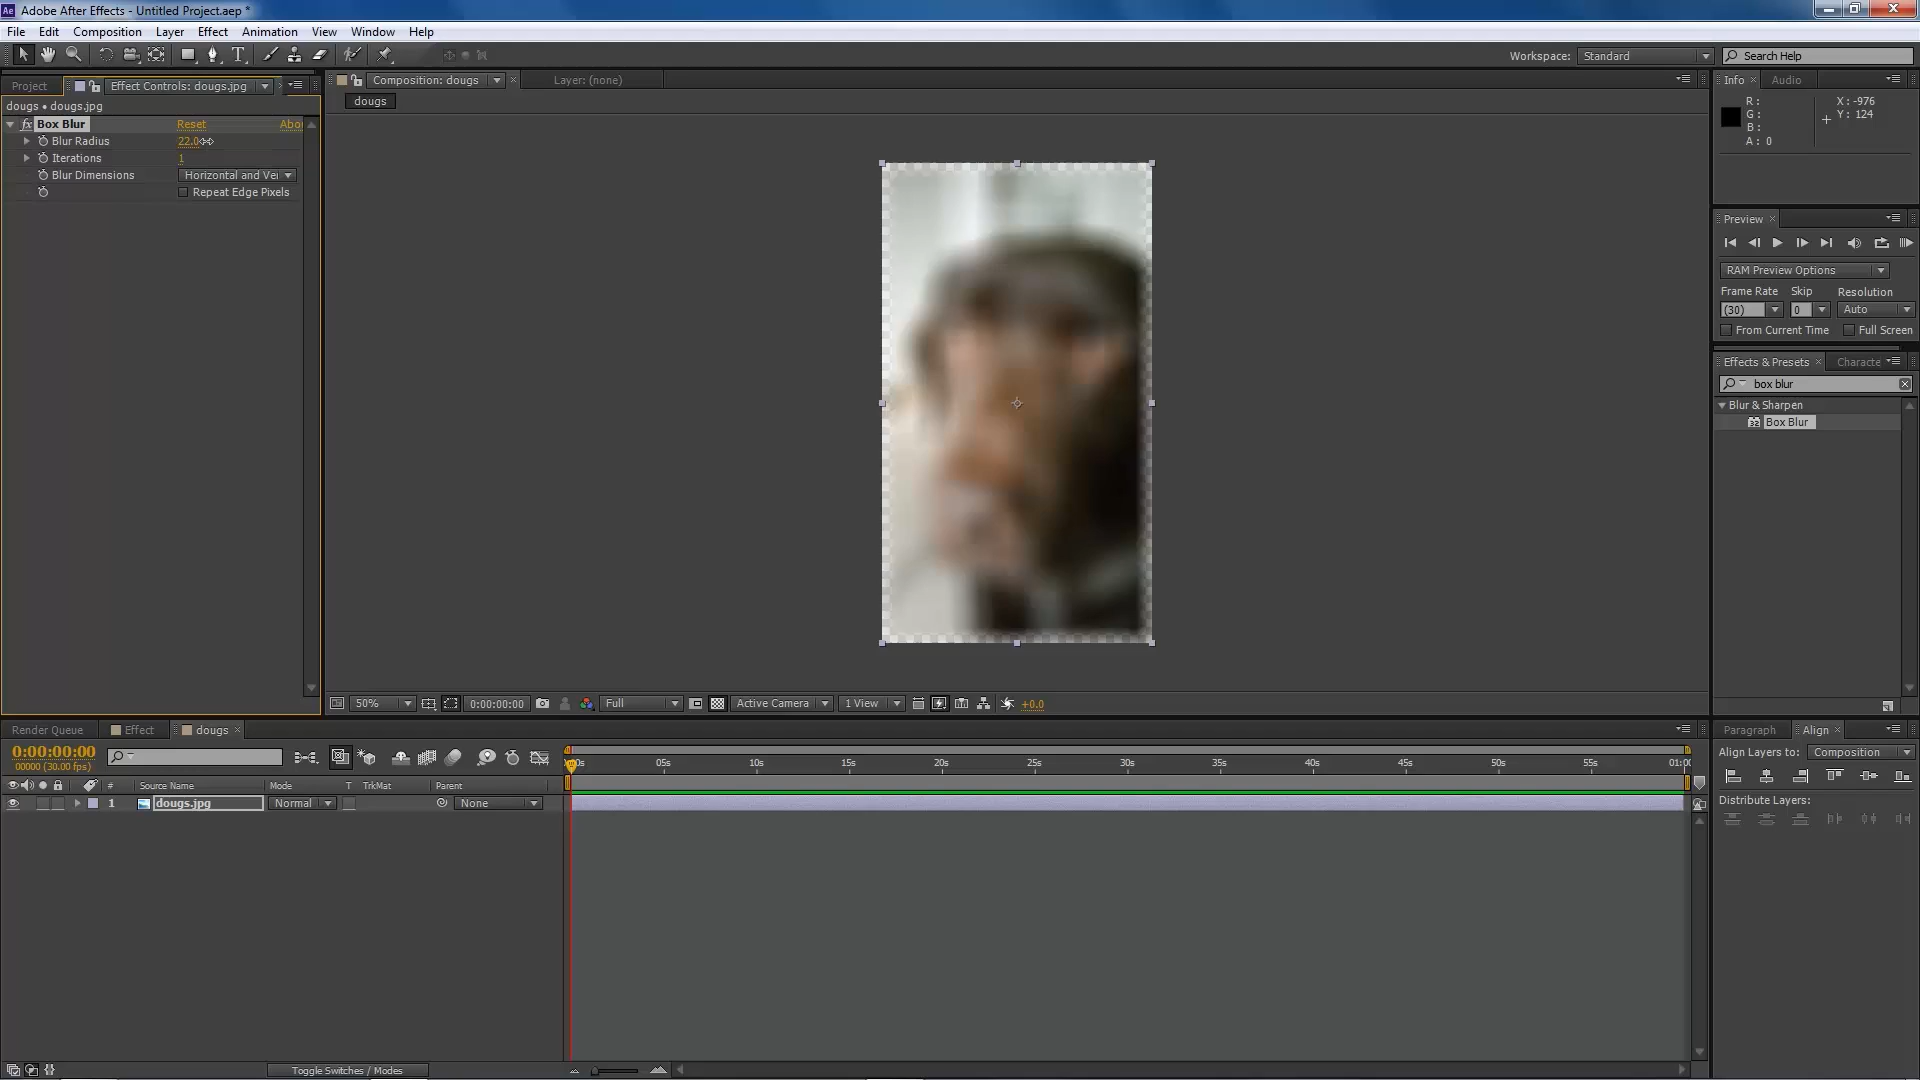 Adobe After Effects - Untitled Project.aep *
File Edit Composition Layer Effect Animation View Window Help
Workspace: Standard Search Help
Project Effect Controls: dougs.jpg Composition: dougs Layer: (none) Info Audio
dougs • dougs.jpg dougs
R: X: -976
G: Y: 124
B:
A: 0
fx Box Blur Reset Abo
Blur Radius 22.0
Iterations 1
Blur Dimensions Horizontal and Ver
Repeat Edge Pixels
Preview
RAM Preview Options
Frame Rate Skip Resolution
(30) 0 Auto
From Current Time Full Screen
Effects & Presets Characte
box blur
Blur & Sharpen
32 Box Blur
50% 0:00:00:00 Full Active Camera 1 View +0.0
Render Queue Effect dougs
0:00:00:00
00000 (30.00 fps)
05s 10s 15s 20s 25s 30s 35s 40s 45s 50s 55s 01:00
# Source Name Mode T TrkMat Parent
1 dougs.jpg Normal None
Paragraph Align
Align Layers to: Composition
Distribute Layers:
Toggle Switches / Modes